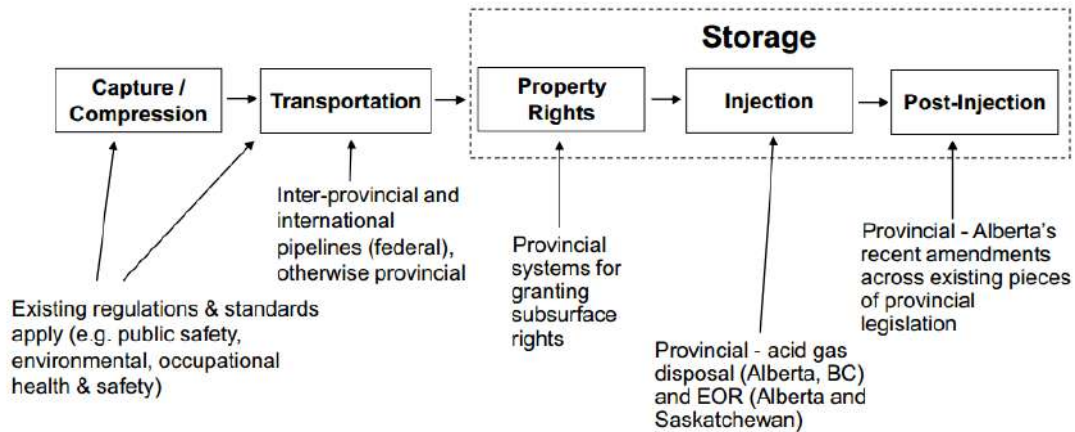 Storage
Capture /
Compression
Transportation
Property
Rights
Injection
Post-Injection
Inter-provincial and
international
pipelines (federal),
otherwise provincial
Existing regulations & standards
apply (e.g. public safety,
environmental, occupational
health & safety)
Provincial
systems for
granting
subsurface
rights
Provincial - acid gas
disposal (Alberta, BC)
and EOR (Alberta and
Saskatchewan)
Provincial - Alberta's
recent amendments
across existing pieces
of provincial
legislation